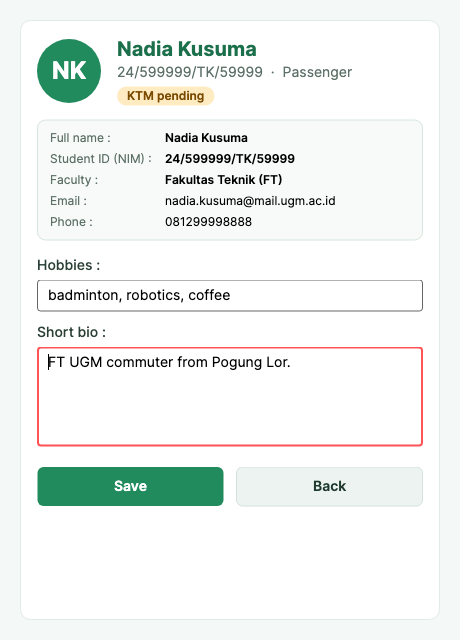 NK
Nadia Kusuma
24/599999/TK/59999 · Passenger
KTM pending
Full name : Nadia Kusuma
Student ID (NIM) : 24/599999/TK/59999
Faculty : Fakultas Teknik (FT)
Email : nadia.kusuma@mail.ugm.ac.id
Phone : 081299998888
Hobbies :
badminton, robotics, coffee
Short bio :
FT UGM commuter from Pogung Lor.
Save Back